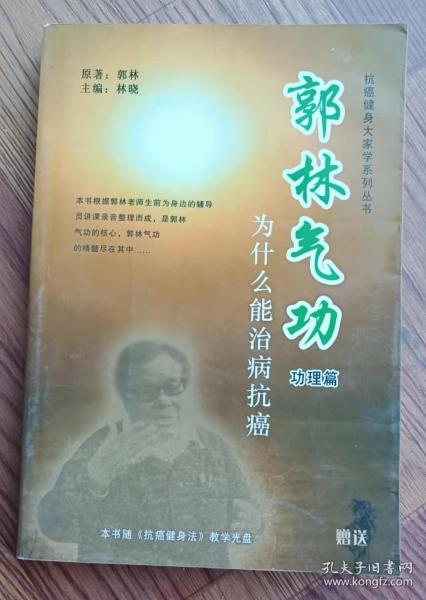 原著：郭林
主编：林晓
抗癌健身大家学系列丛书
郭林气功
为什么能治病抗癌
功理篇
本书根据郭林老师生前为身边的辅导
员讲课录音整理而成，是郭林
气功的核心，郭林气功
的精髓尽在其中……
本书随《抗癌健身法》教学光盘
赠送
孔夫子旧书网
www.kongfz.com